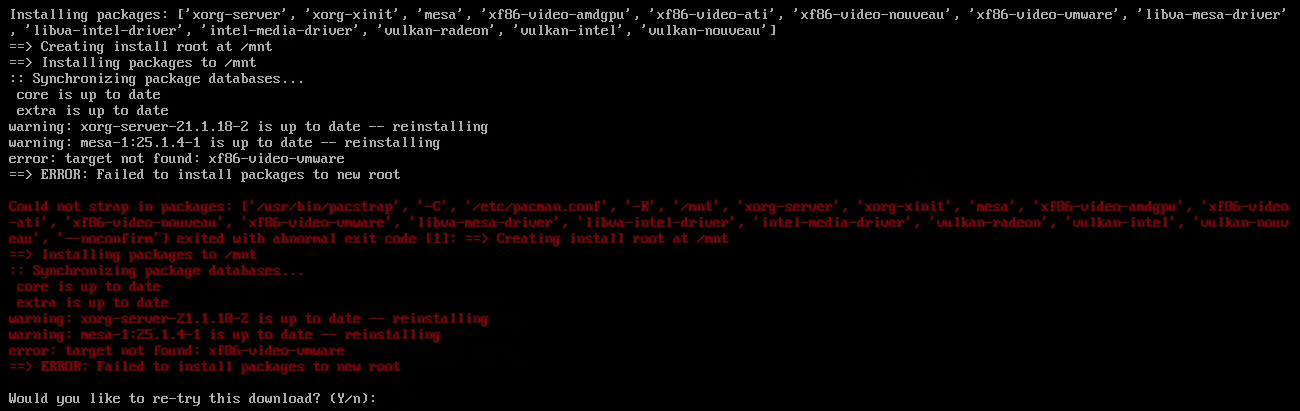 Installing packages: ['xorg-server', 'xorg-xinit', 'mesa', 'xf86-video-amdgpu', 'xf86-video-ati', 'xf86-video-nouveau', 'xf86-video-vmware', 'libva-mesa-driver'
, 'libva-intel-driver', 'intel-media-driver', 'vulkan-radeon', 'vulkan-intel', 'vulkan-nouveau']
==> Creating install root at /mnt
==> Installing packages to /mnt
:: Synchronizing package databases...
 core is up to date
 extra is up to date
warning: xorg-server-21.1.18-2 is up to date -- reinstalling
warning: mesa-1:25.1.4-1 is up to date -- reinstalling
error: target not found: xf86-video-vmware
==> ERROR: Failed to install packages to new root
Could not strap in packages: ['/usr/bin/pacstrap', '-C', '/etc/pacman.conf', '-K', '/mnt', 'xorg-server', 'xorg-xinit', 'mesa', 'xf86-video-amdgpu', 'xf86-video
-ati', 'xf86-video-nouveau', 'xf86-video-vmware', 'libva-mesa-driver', 'libva-intel-driver', 'intel-media-driver', 'vulkan-radeon', 'vulkan-intel', 'vulkan-nouv
eau', '--noconfirm'] exited with abnormal exit code [1]: ==> Creating install root at /mnt
==> Installing packages to /mnt
:: Synchronizing package databases...
 core is up to date
 extra is up to date
warning: xorg-server-21.1.18-2 is up to date -- reinstalling
warning: mesa-1:25.1.4-1 is up to date -- reinstalling
error: target not found: xf86-video-vmware
==> ERROR: Failed to install packages to new root
Would you like to re-try this download? (Y/n):